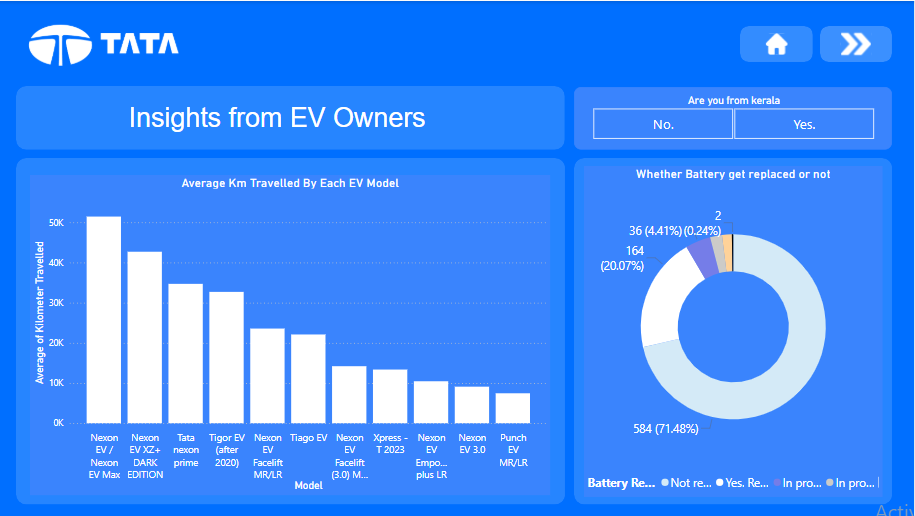 TATA
Insights from EV Owners
Are you from kerala
No.
Yes.
Average Km Travelled By Each EV Model
Average of Kilometer Travelled
50K
40K
30K
20K
10K
0K
Nexon
EV /
Nexon
EV Max
Nexon
EV XZ+
DARK
EDITION
Tata
nexon
prime
Tigor EV
(after
2020)
Nexon
EV
Facelift
MR/LR
Tiago EV
Nexon
EV
Facelift
(3.0) M...
Xpress -
T 2023
Nexon
EV
Empo...
plus LR
Nexon
EV 3.0
Punch
EV
MR/LR
Model
Whether Battery get replaced or not
2
(0.24%)
36 (4.41%)
164
(20.07%)
584 (71.48%)
Battery Re...
Not re...
Yes. Re...
In pro...
In pro...
Activ